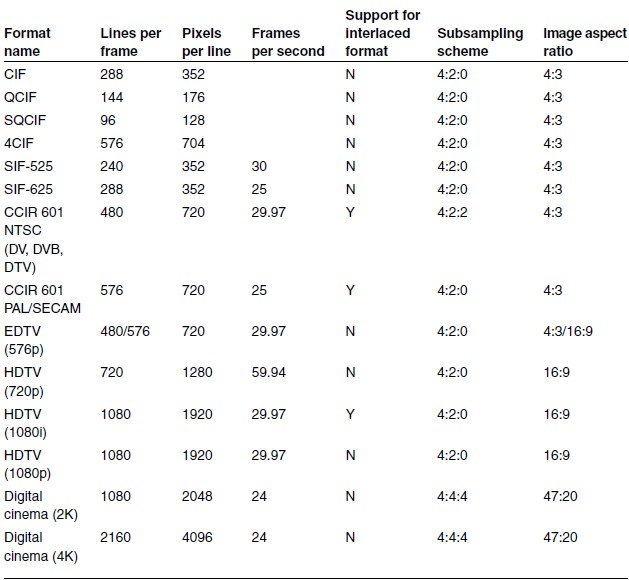 Format name | Lines per frame | Pixels per line | Frames per second | Support for interlaced format | Subsampling scheme | Image aspect ratio
CIF 288 352 N 4:2:0 4:3
QCIF 144 176 N 4:2:0 4:3
SQCIF 96 128 N 4:2:0 4:3
4CIF 576 704 N 4:2:0 4:3
SIF-525 240 352 30 N 4:2:0 4:3
SIF-625 288 352 25 N 4:2:0 4:3
CCIR 601 480 720 29.97 Y 4:2:2 4:3
NTSC
(DV, DVB,
DTV)
CCIR 601 576 720 25 Y 4:2:0 4:3
PAL/SECAM
EDTV 480/576 720 29.97 N 4:2:0 4:3/16:9
(576p)
HDTV 720 1280 59.94 N 4:2:0 16:9
(720p)
HDTV 1080 1920 29.97 Y 4:2:0 16:9
(1080i)
HDTV 1080 1920 29.97 N 4:2:0 16:9
(1080p)
Digital 1080 2048 24 N 4:4:4 47:20
cinema (2K)
Digital 2160 4096 24 N 4:4:4 47:20
cinema (4K)